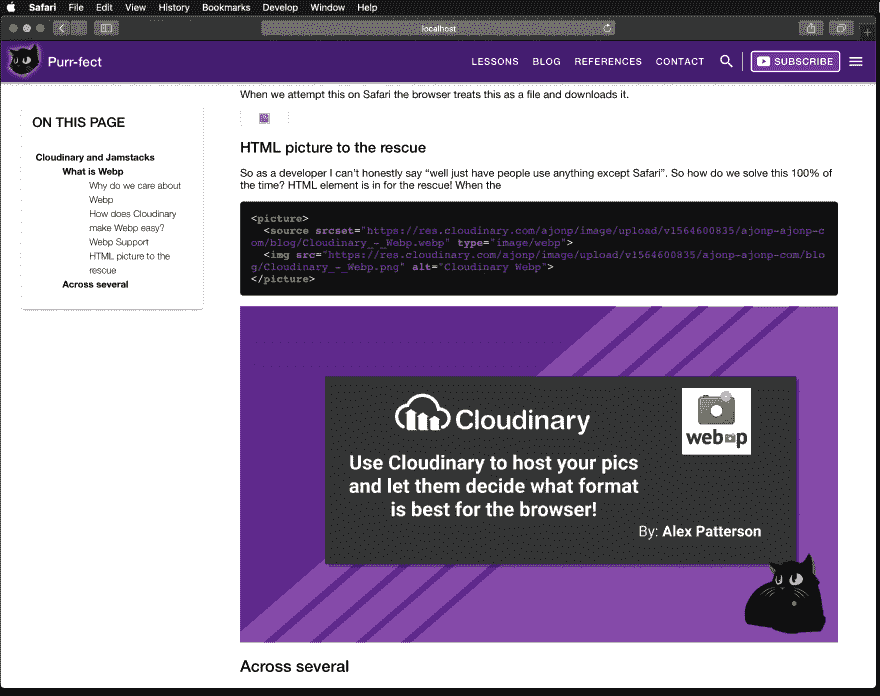 Safari File Edit View History Bookmarks Develop Window Help
localhost
Purr-fect
LESSONS BLOG REFERENCES CONTACT SUBSCRIBE
ON THIS PAGE
Cloudinary and Jamstacks
What is Webp
Why do we care about
Webp
How does Cloudinary
make Webp easy?
Webp Support
HTML picture to the
rescue
Across several
When we attempt this on Safari the browser treats this as a file and downloads it.
HTML picture to the rescue
So as a developer I can't honestly say “well just have people use anything except Safari”. So how do we solve this 100% of
the time? HTML element is in for the rescue! When the
<picture>
<source srcset="https://res.cloudinary.com/ajonp/image/upload/v1564600835/ajonp-ajonp-c
om/blog/Cloudinary_-_Webp.webp" type="image/webp">
<img src="https://res.cloudinary.com/ajonp/image/upload/v1564600835/ajonp-ajonp-com/blo
g/Cloudinary_-_Webp.png" alt="Cloudinary Webp">
</picture>
Cloudinary
webp
Use Cloudinary to host your pics
and let them decide what format
is best for the browser!
By: Alex Patterson
Across several